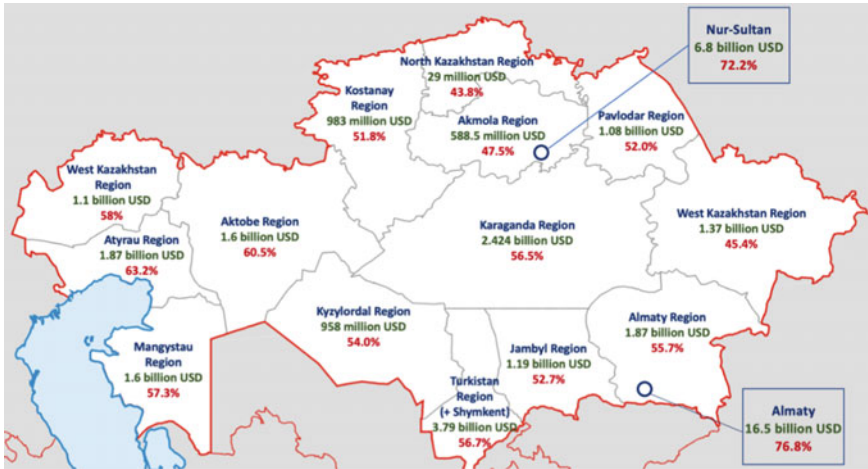 Nur-Sultan
6.8 billion USD
72.2%
North Kazakhstan Region
29 million USD
43.8%
Kostanay
Region
983 million USD
51.8%
Akmola Region
588.5 million USD
47.5%
Pavlodar Region
1.08 billion USD
52.0%
West Kazakhstan
Region
1.1 billion USD
58%
Aktobe Region
1.6 billion USD
60.5%
Karaganda Region
2.424 billion USD
56.5%
West Kazakhstan Region
1.37 billion USD
45.4%
Atyrau Region
1.87 billion USD
63.2%
Kyzylordal Region
958 million USD
54.0%
Almaty Region
1.87 billion USD
55.7%
Mangystau
Region
1.6 billion USD
57.3%
Jambyl Region
1.19 billion USD
52.7%
Turkistan
Region
(+ Shymkent)
3.79 billion USD
56.7%
Almaty
16.5 billion USD
76.8%